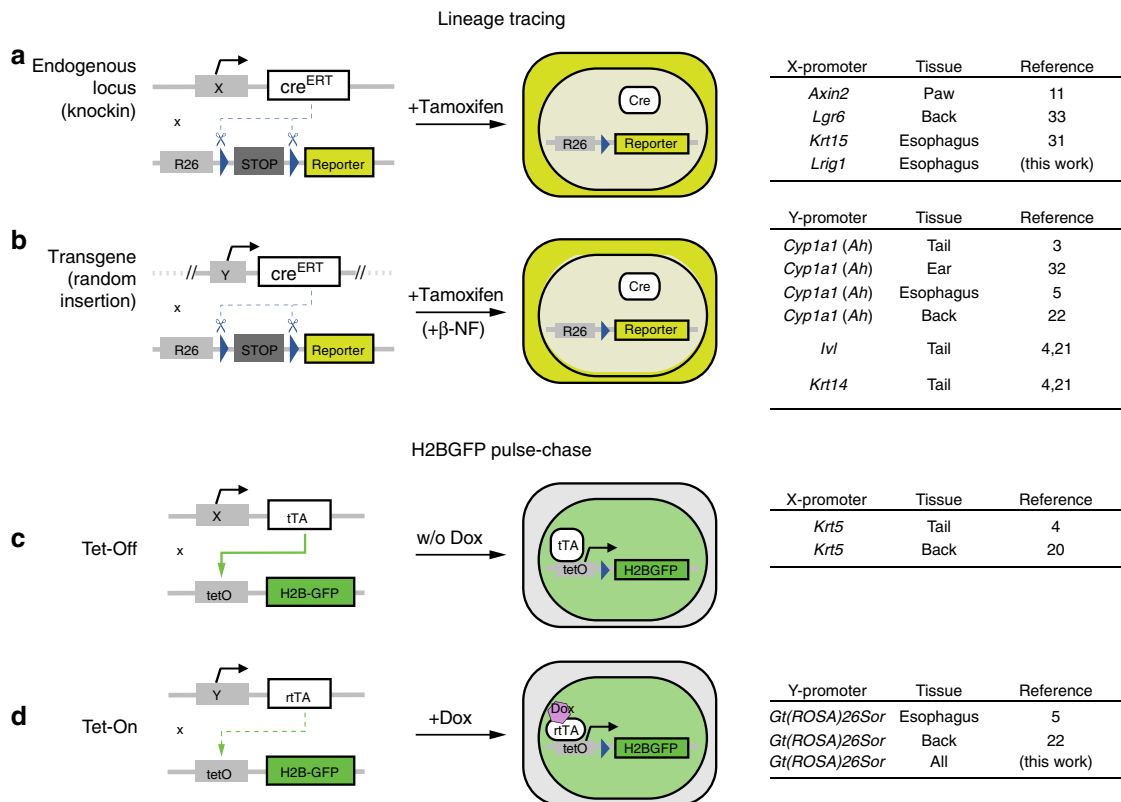 Lineage tracing
a
Endogenous
locus
(knockin)
X
cre^ERT
x
R26
STOP
Reporter
+Tamoxifen
Cre
R26
Reporter
X-promoter Tissue Reference
Axin2 Paw 11
Lgr6 Back 33
Krt15 Esophagus 31
Lrig1 Esophagus (this work)
b
Transgene
(random
insertion)
Y
//
cre^ERT
//
x
R26
STOP
Reporter
+Tamoxifen
(+β-NF)
Cre
R26
Reporter
Y-promoter Tissue Reference
Cyp1a1 (Ah) Tail 3
Cyp1a1 (Ah) Ear 32
Cyp1a1 (Ah) Esophagus 5
Cyp1a1 (Ah) Back 22
Ivl Tail 4,21
Krt14 Tail 4,21
H2BGFP pulse-chase
c
Tet-Off
X
tTA
x
tetO
H2B-GFP
w/o Dox
tTA
tetO
H2BGFP
X-promoter Tissue Reference
Krt5 Tail 4
Krt5 Back 20
d
Tet-On
Y
rtTA
x
tetO
H2B-GFP
+Dox
Dox
rtTA
tetO
H2BGFP
Y-promoter Tissue Reference
Gt(ROSA)26Sor Esophagus 5
Gt(ROSA)26Sor Back 22
Gt(ROSA)26Sor All (this work)